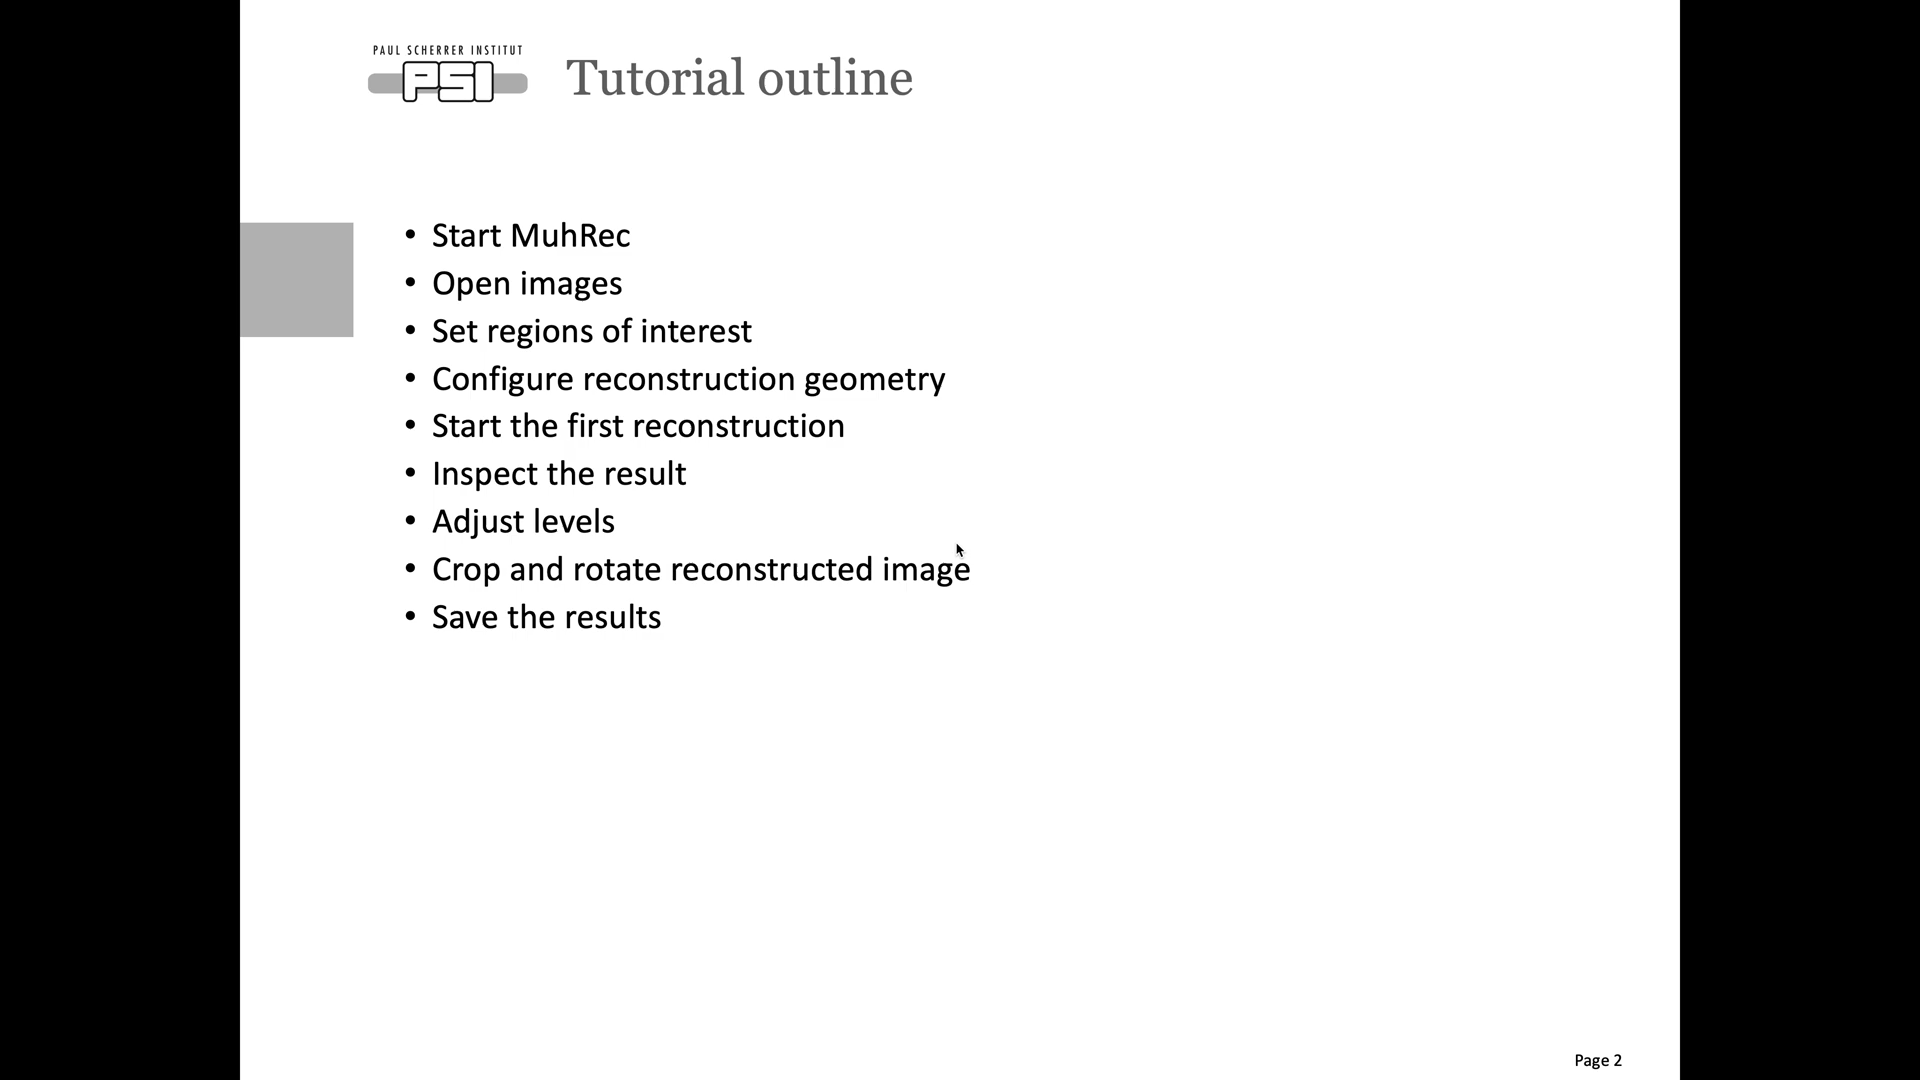 PAUL SCHERRER INSTITUT
PSI
Tutorial outline
• Start MuhRec
• Open images
• Set regions of interest
• Configure reconstruction geometry
• Start the first reconstruction
• Inspect the result
• Adjust levels
• Crop and rotate reconstructed image
• Save the results
Page 2